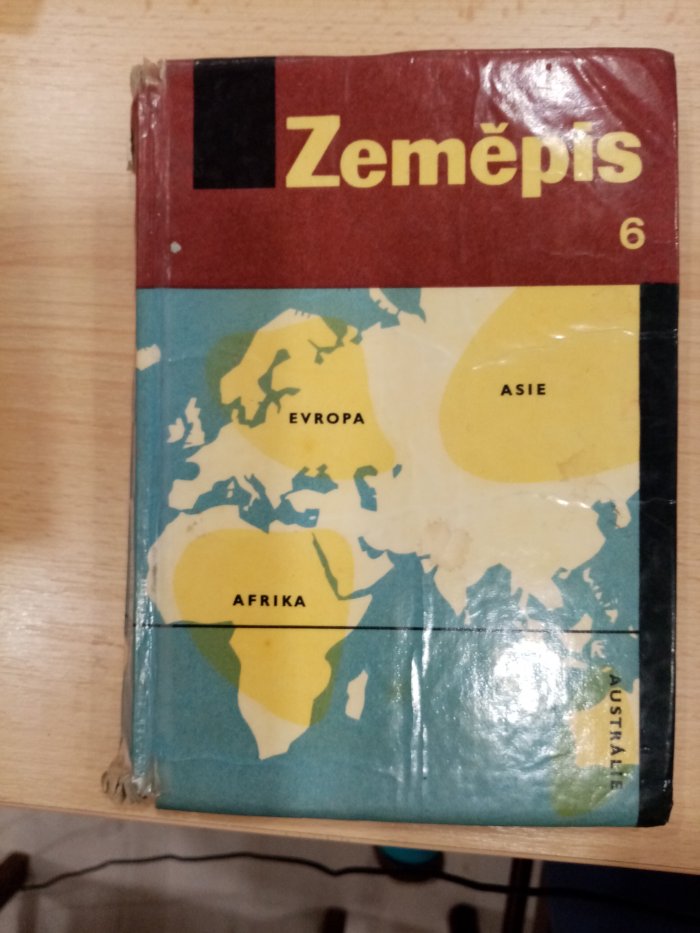 Zeměpis
6
ASIE
EVROPA
AFRIKA
AUSTRÁLIE